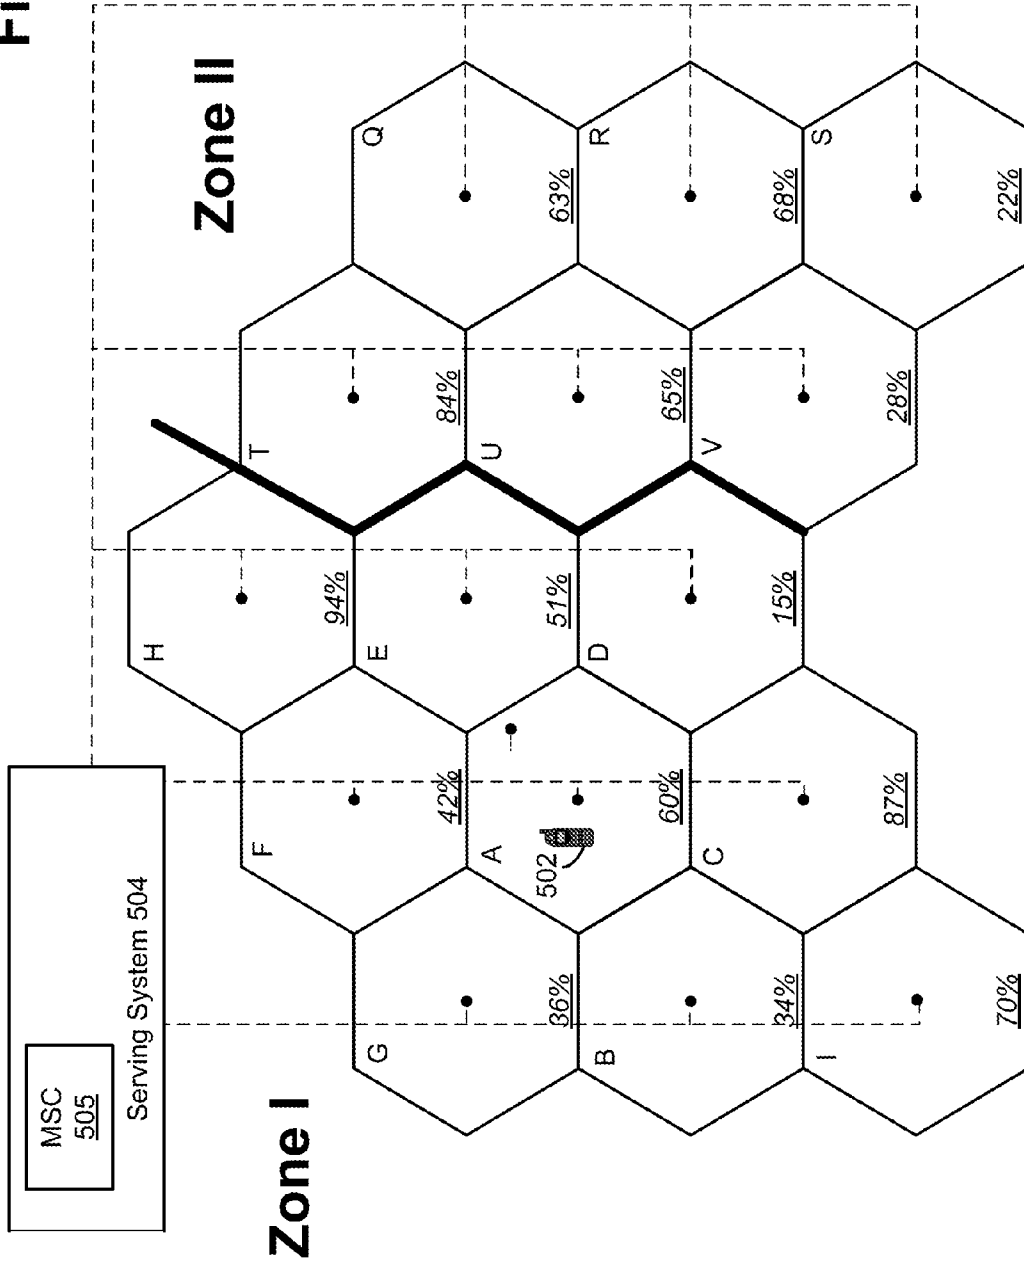 MSC
505
Serving System 504
H
Zone II
F
T
Zone I
94%
G
E
Q
42%
84%
A
U
502
36%
51%
63%
B
D
R
60%
65%
C
V
34%
15%
68%
I
S
87%
28%
70%
22%